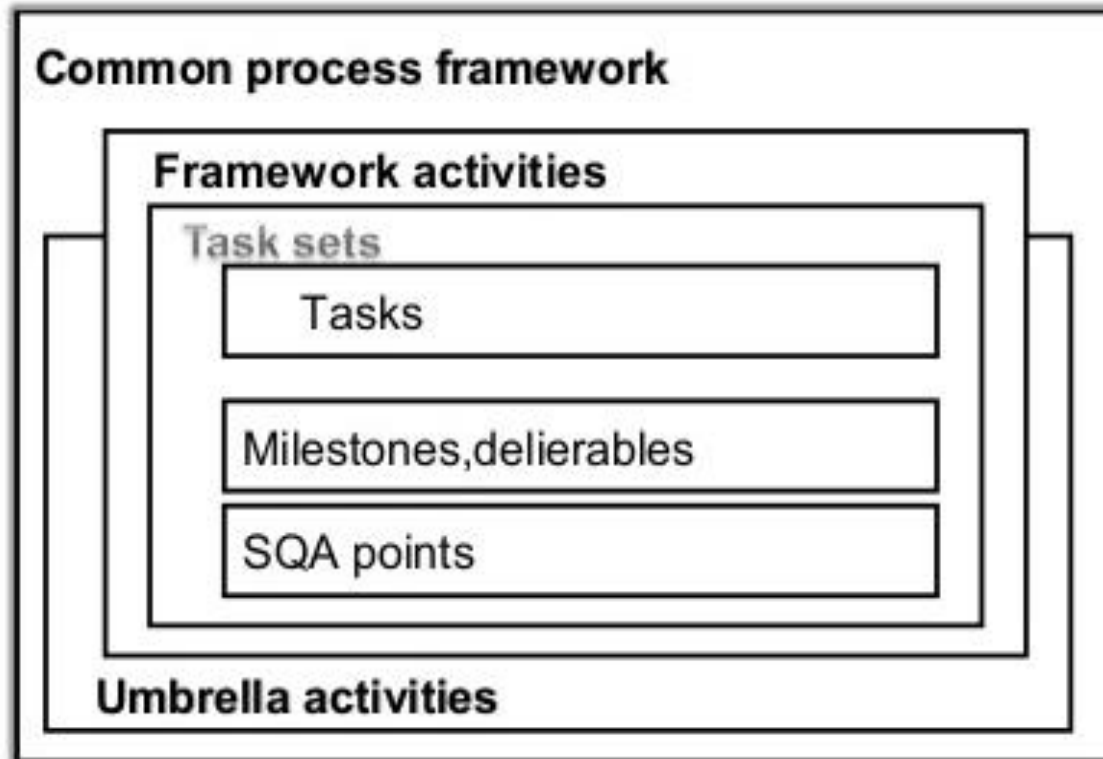 Common process framework
Framework activities
Task sets
Tasks
Milestones,delierables
SQA points
Umbrella activities